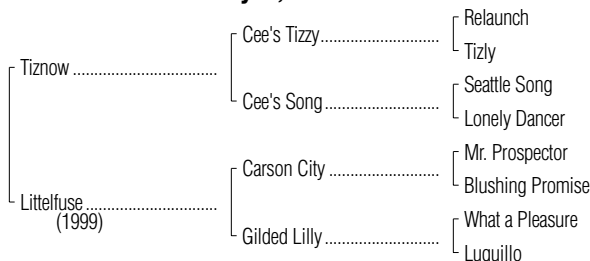 Relaunch
Cee's Tizzy
Tizly
Tiznow
Seattle Song
Cee's Song
Lonely Dancer
Mr. Prospector
Carson City
Blushing Promise
Littelfuse
(1999)
What a Pleasure
Gilded Lilly
Luquillo